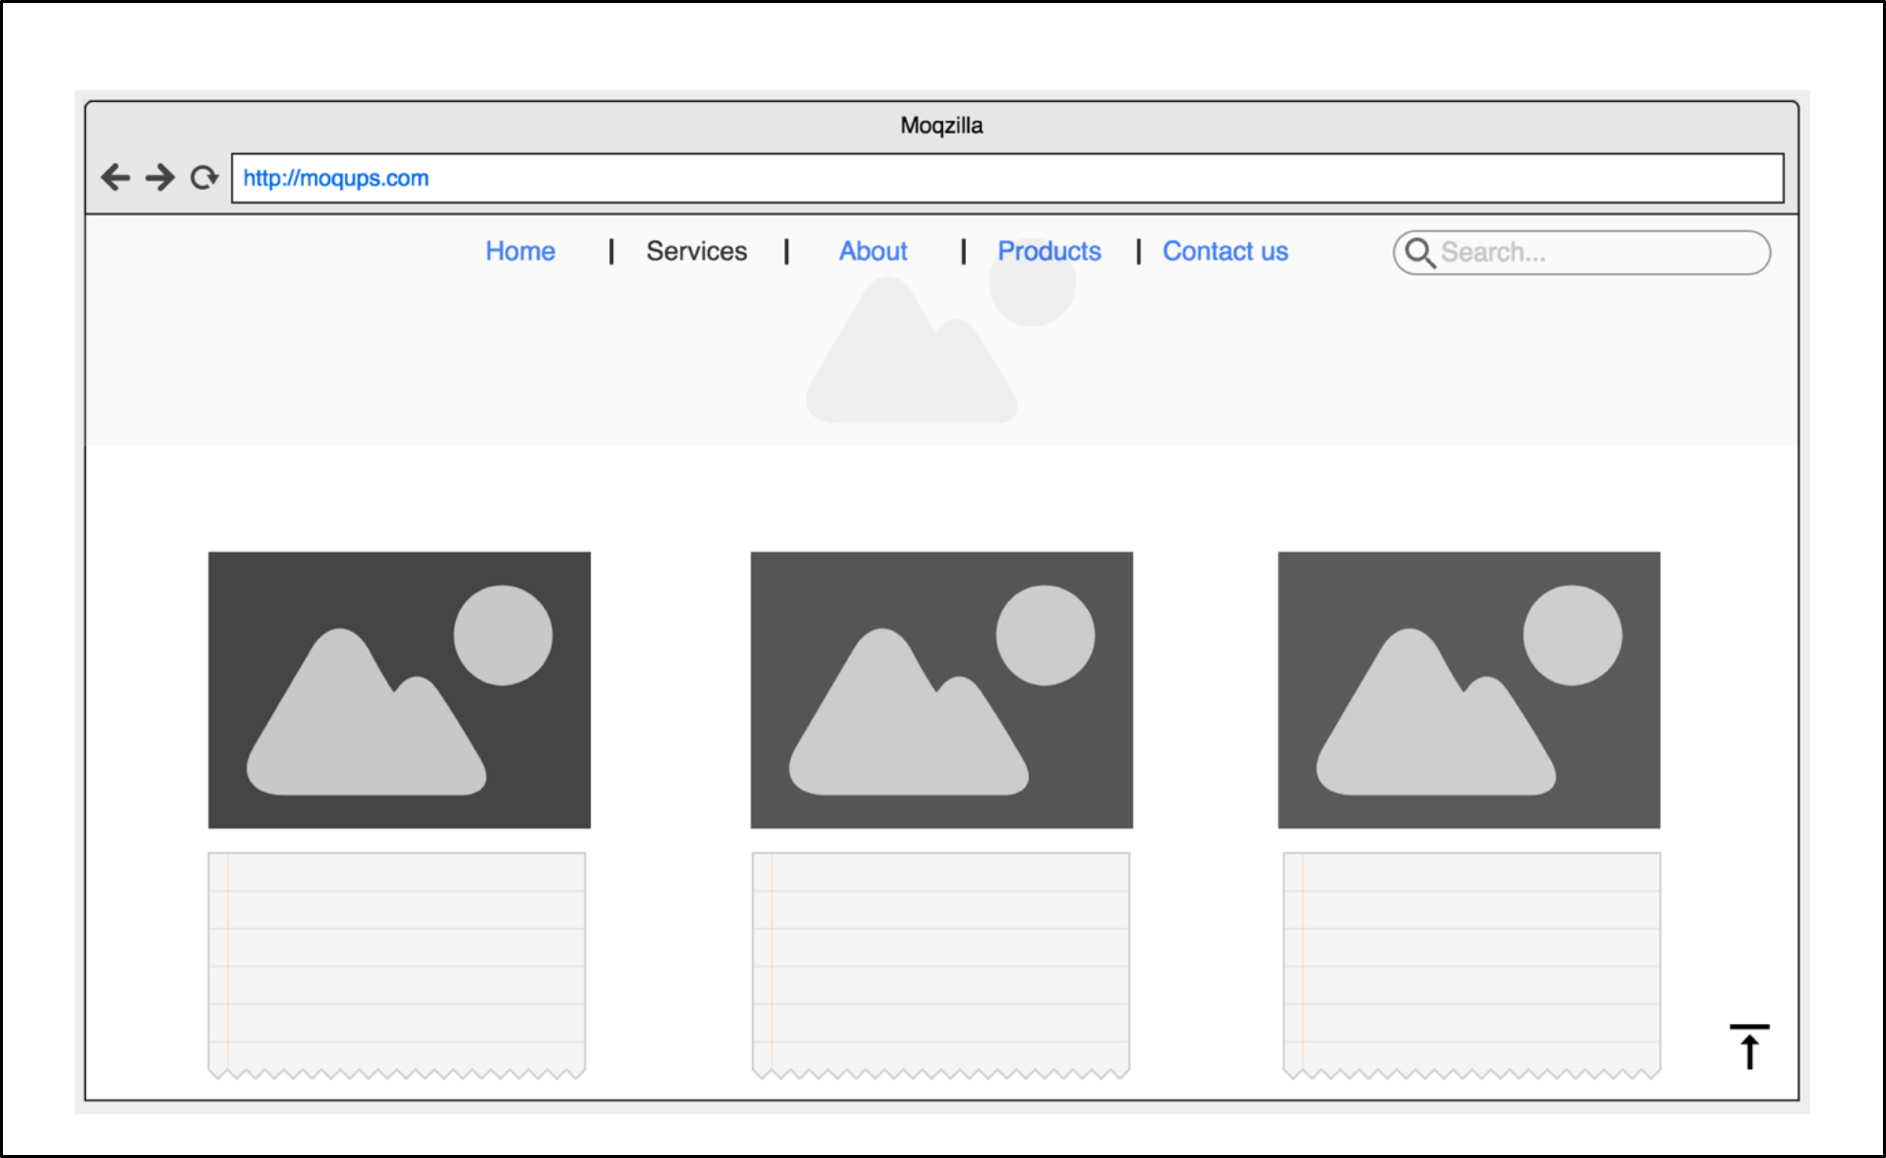 Moqzilla
http://moqups.com
Home | Services | About | Products | Contact us Search...